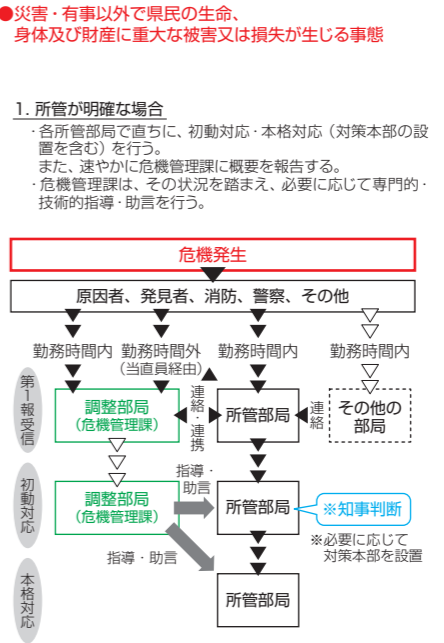 ●災害・有事以外で県民の生命、
身体及び財産に重大な被害又は損失が生じる事態
1. 所管が明確な場合
・各所管部局で直ちに、初動対応・本格対応（対策本部の設
置を含む）を行う。
また、速やかに危機管理課に概要を報告する。
・危機管理課は、その状況を踏まえ、必要に応じて専門的・
技術的指導・助言を行う。
危機発生
原因者、発見者、消防、警察、その他
勤務時間内 勤務時間外 勤務時間内 勤務時間内
（当直員経由）
第1報受信
調整部局
（危機管理課）
連絡・連携
所管部局
連絡
その他の
部局
初動対応
調整部局
（危機管理課）
指導・
助言
所管部局
※知事判断
※必要に応じて
対策本部を設置
指導・助言
本格対応
所管部局